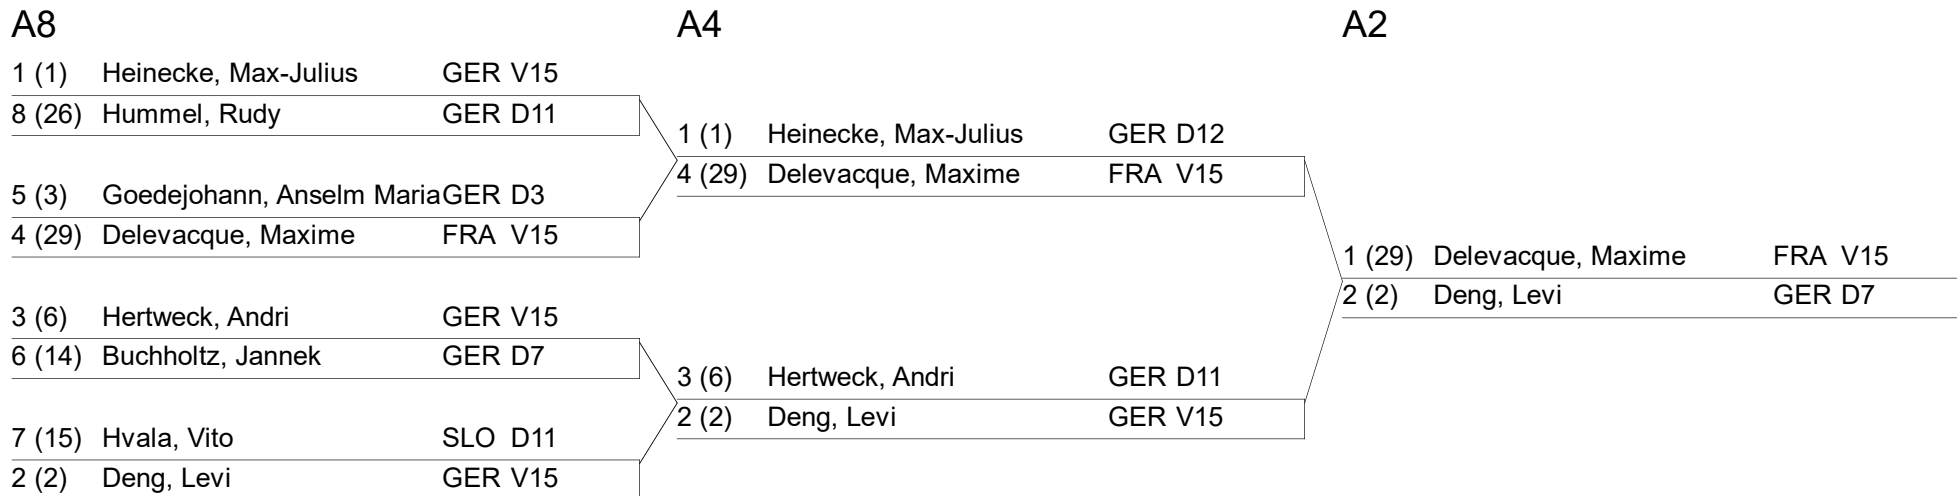 A8
1 (1) Heinecke, Max-Julius GER V15
8 (26) Hummel, Rudy GER D11
5 (3) Goedejohann, Anselm Maria GER D3
4 (29) Delevacque, Maxime FRA V15
3 (6) Hertweck, Andri GER V15
6 (14) Buchholtz, Jannek GER D7
7 (15) Hvala, Vito SLO D11
2 (2) Deng, Levi GER V15
A4
1 (1) Heinecke, Max-Julius GER D12
4 (29) Delevacque, Maxime FRA V15
3 (6) Hertweck, Andri GER D11
2 (2) Deng, Levi GER V15
A2
1 (29) Delevacque, Maxime FRA V15
2 (2) Deng, Levi GER D7